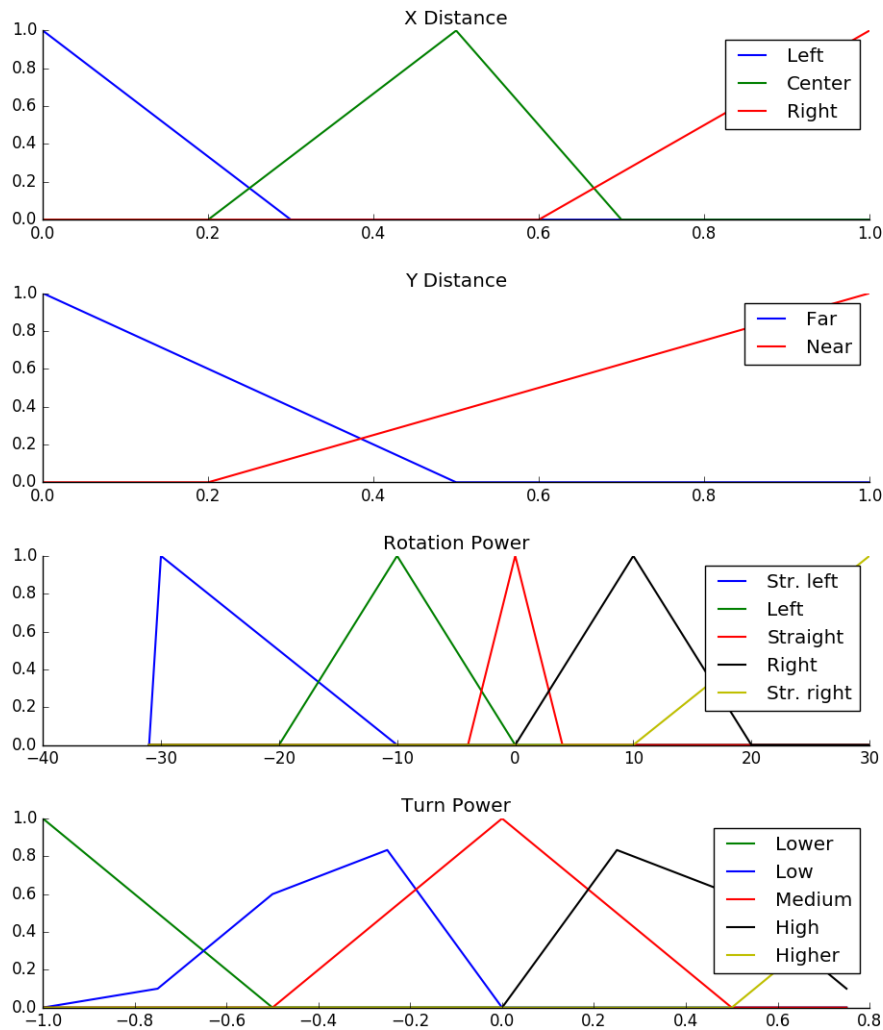 X Distance
1.0
0.8
0.6
0.4
0.2
0.0
Left
Center
Right
0.0 0.2 0.4 0.6 0.8 1.0
Y Distance
1.0
0.8
0.6
0.4
0.2
0.0
Far
Near
0.0 0.2 0.4 0.6 0.8 1.0
Rotation Power
1.0
0.8
0.6
0.4
0.2
0.0
Str. left
Left
Straight
Right
Str. right
−40 −30 −20 −10 0 10 20 30
Turn Power
1.0
0.8
0.6
0.4
0.2
0.0
Lower
Low
Medium
High
Higher
−1.0 −0.8 −0.6 −0.4 −0.2 0.0 0.2 0.4 0.6 0.8